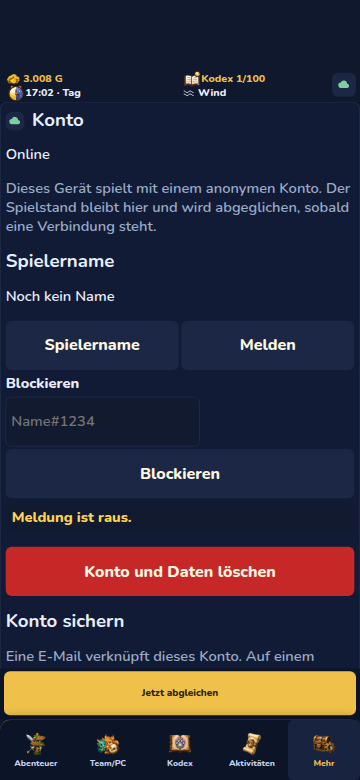 3.008 G
Kodex 1/100
17:02 · Tag
Wind
Konto
Online
Dieses Gerät spielt mit einem anonymen Konto. Der
Spielstand bleibt hier und wird abgeglichen, sobald
eine Verbindung steht.
Spielername
Noch kein Name
Spielername
Melden
Blockieren
Name#1234
Blockieren
Meldung ist raus.
Konto und Daten löschen
Konto sichern
Eine E-Mail verknüpft dieses Konto. Auf einem
Jetzt abgleichen
Abenteuer
Team/PC
Kodex
Aktivitäten
Mehr